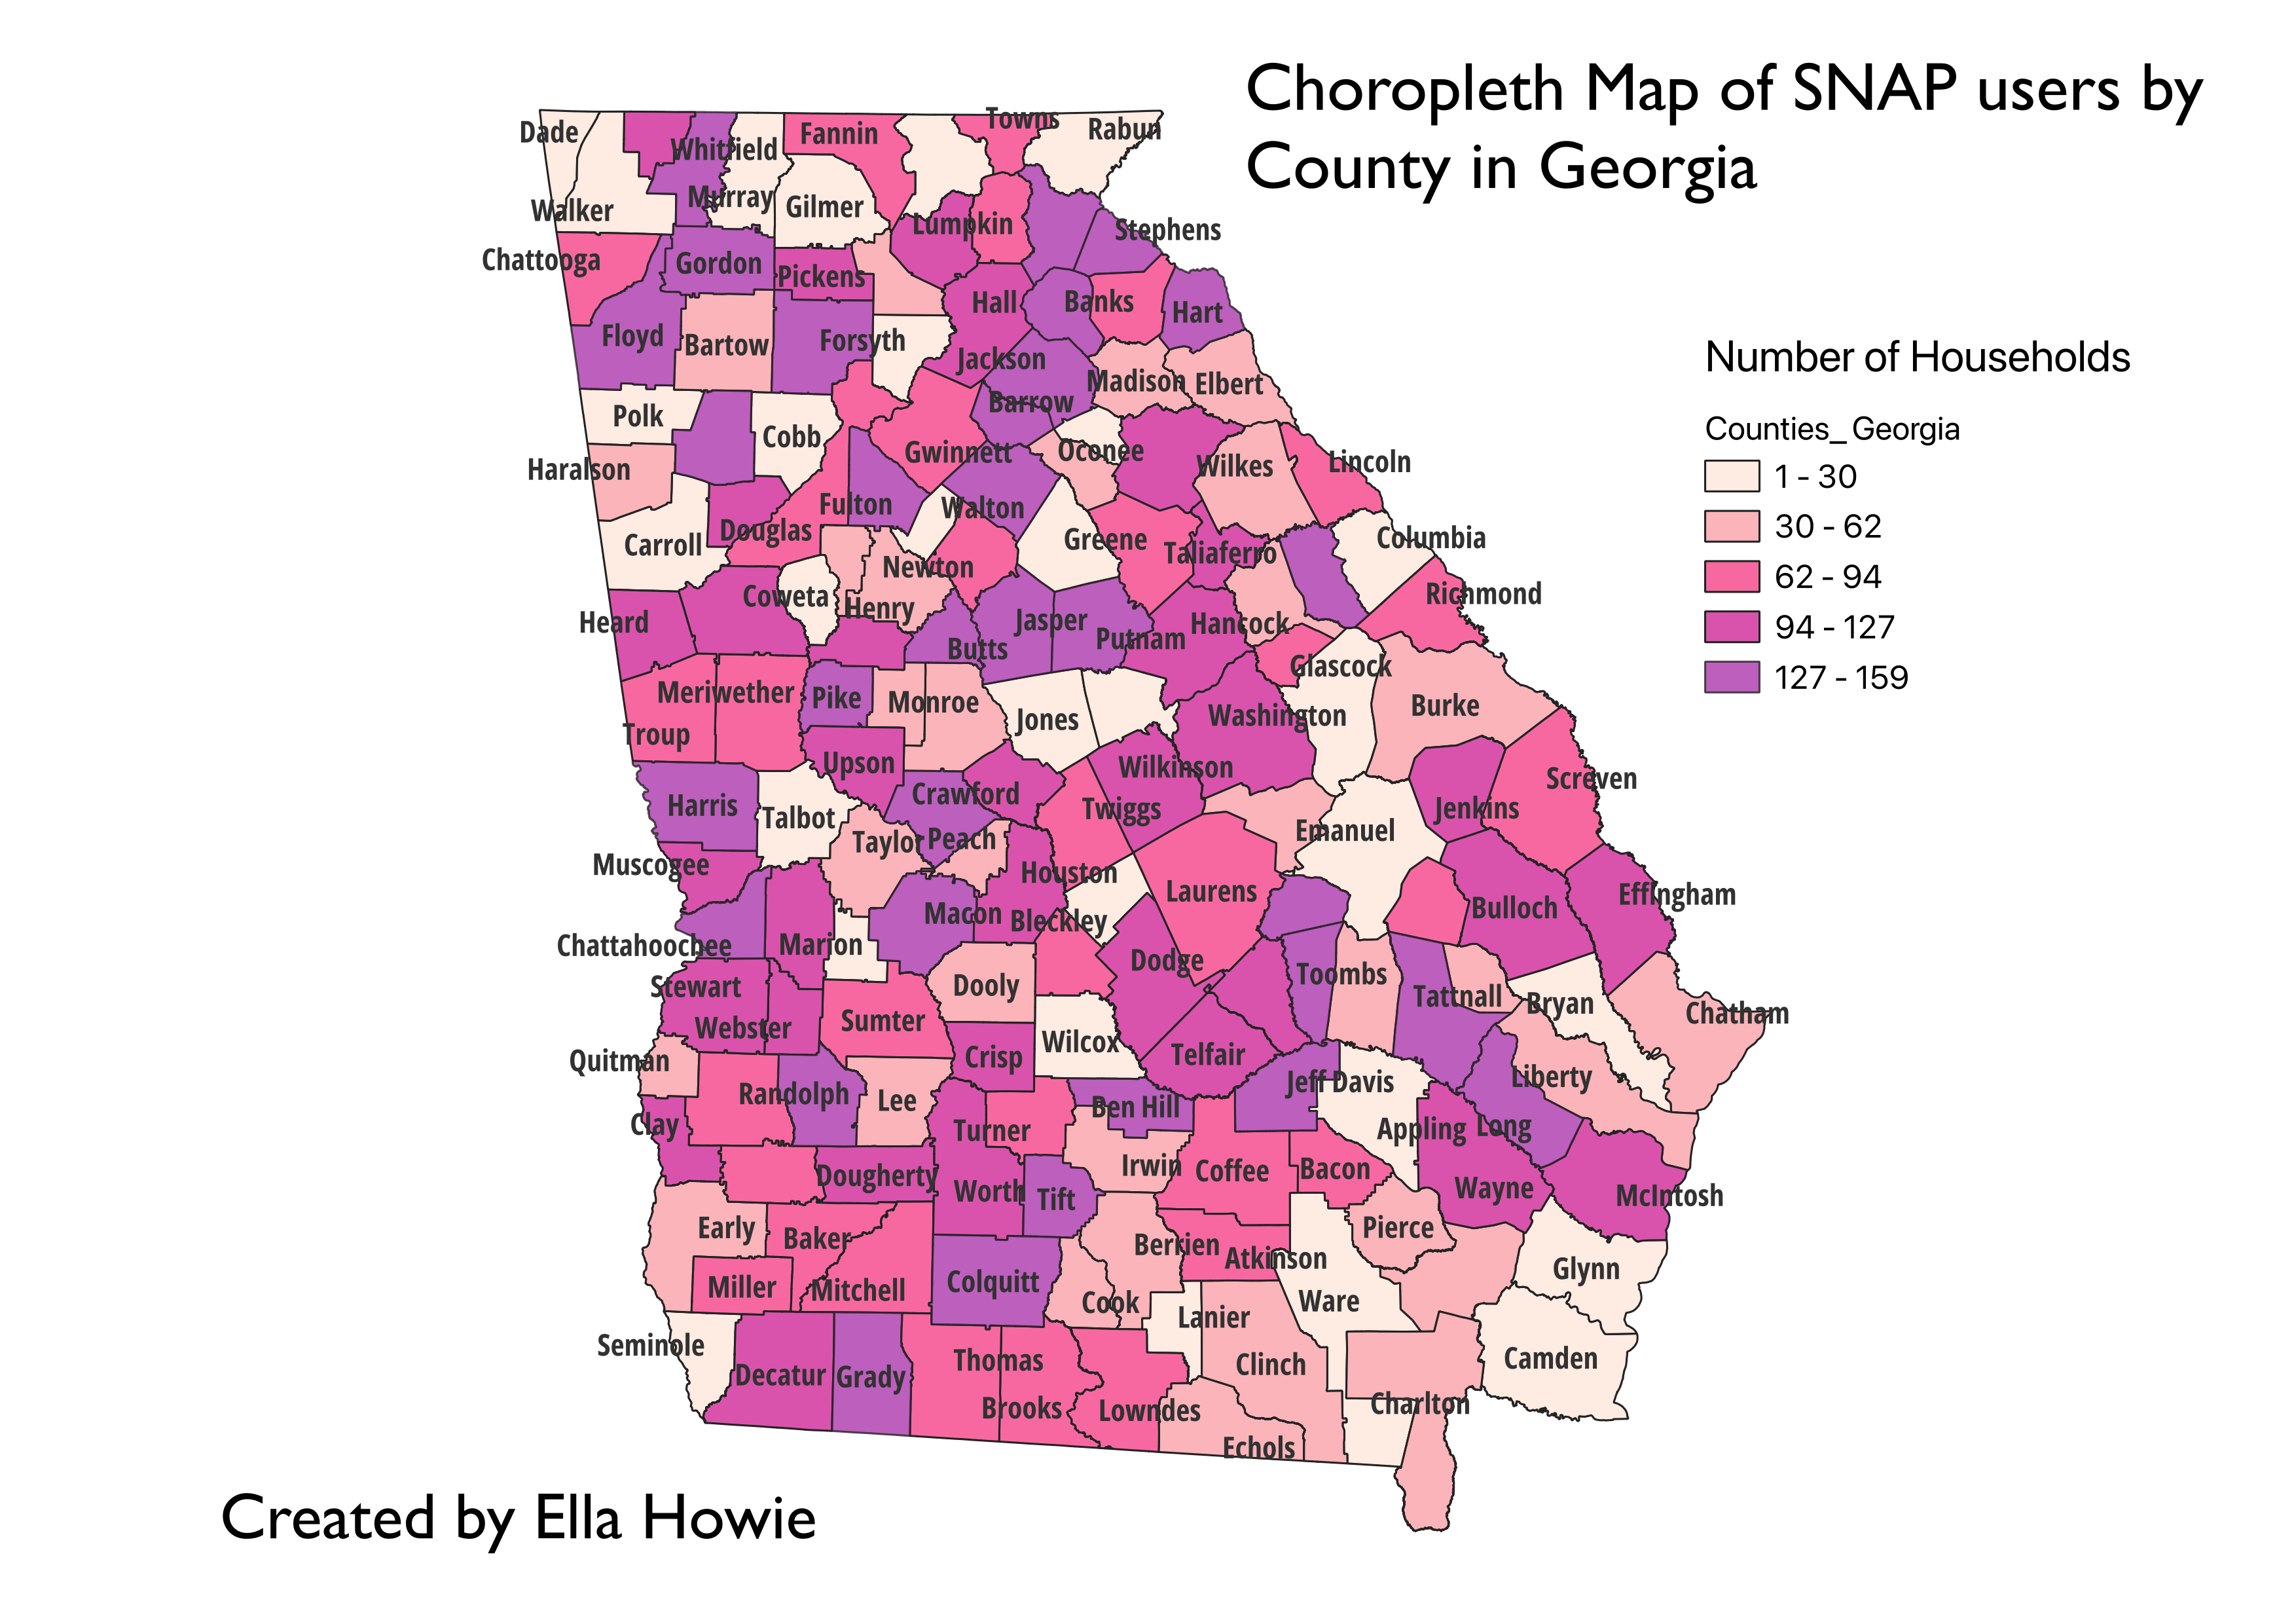 Choropleth Map of SNAP users by
County in Georgia
Towns
Dade
Fannin
Rabun
Whitfield
Murray
Walker
Gilmer
Lumpkin
Stephens
Chattooga
Gordon
Pickens
Hall
Banks
Hart
Floyd
Bartow
Forsyth
Jackson
Madison
Elbert
Barrow
Polk
Cobb
Gwinnett
Oconee
Haralson
Wilkes
Lincoln
Fulton
Walton
Douglas
Carroll
Greene
Taliaferro
Columbia
Newton
Coweta
Henry
Richmond
Heard
Jasper
Putnam
Hancock
Butts
Glascock
Meriwether
Pike
Monroe
Jones
Washington
Burke
Troup
Upson
Wilkinson
Screven
Harris
Talbot
Crawford
Twiggs
Jenkins
Taylor
Peach
Emanuel
Muscogee
Houston
Laurens
Effingham
Macon
Bleckley
Bulloch
Chattahoochee
Marion
Dodge
Stewart
Dooly
Toombs
Tattnall
Bryan
Chatham
Webster
Sumter
Wilcox
Quitman
Crisp
Telfair
Liberty
Randolph
Lee
Ben Hill
Jeff Davis
Clay
Turner
Appling
Long
Dougherty
Irwin
Coffee
Bacon
Worth
Tift
Wayne
McIntosh
Early
Baker
Berrien
Atkinson
Pierce
Miller
Mitchell
Colquitt
Cook
Lanier
Ware
Glynn
Seminole
Decatur
Grady
Thomas
Clinch
Camden
Brooks
Lowndes
Charlton
Echols
Number of Households
Counties_ Georgia
1 - 30
30 - 62
62 - 94
94 - 127
127 - 159
Created by Ella Howie